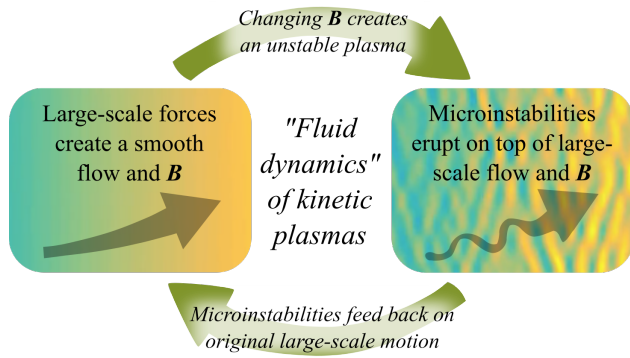 Changing B creates
an unstable plasma
Large-scale forces
create a smooth
flow and B
"Fluid
dynamics"
of kinetic
plasmas
Microinstabilities
erupt on top of large-
scale flow and B
Microinstabilities feed back on
original large-scale motion